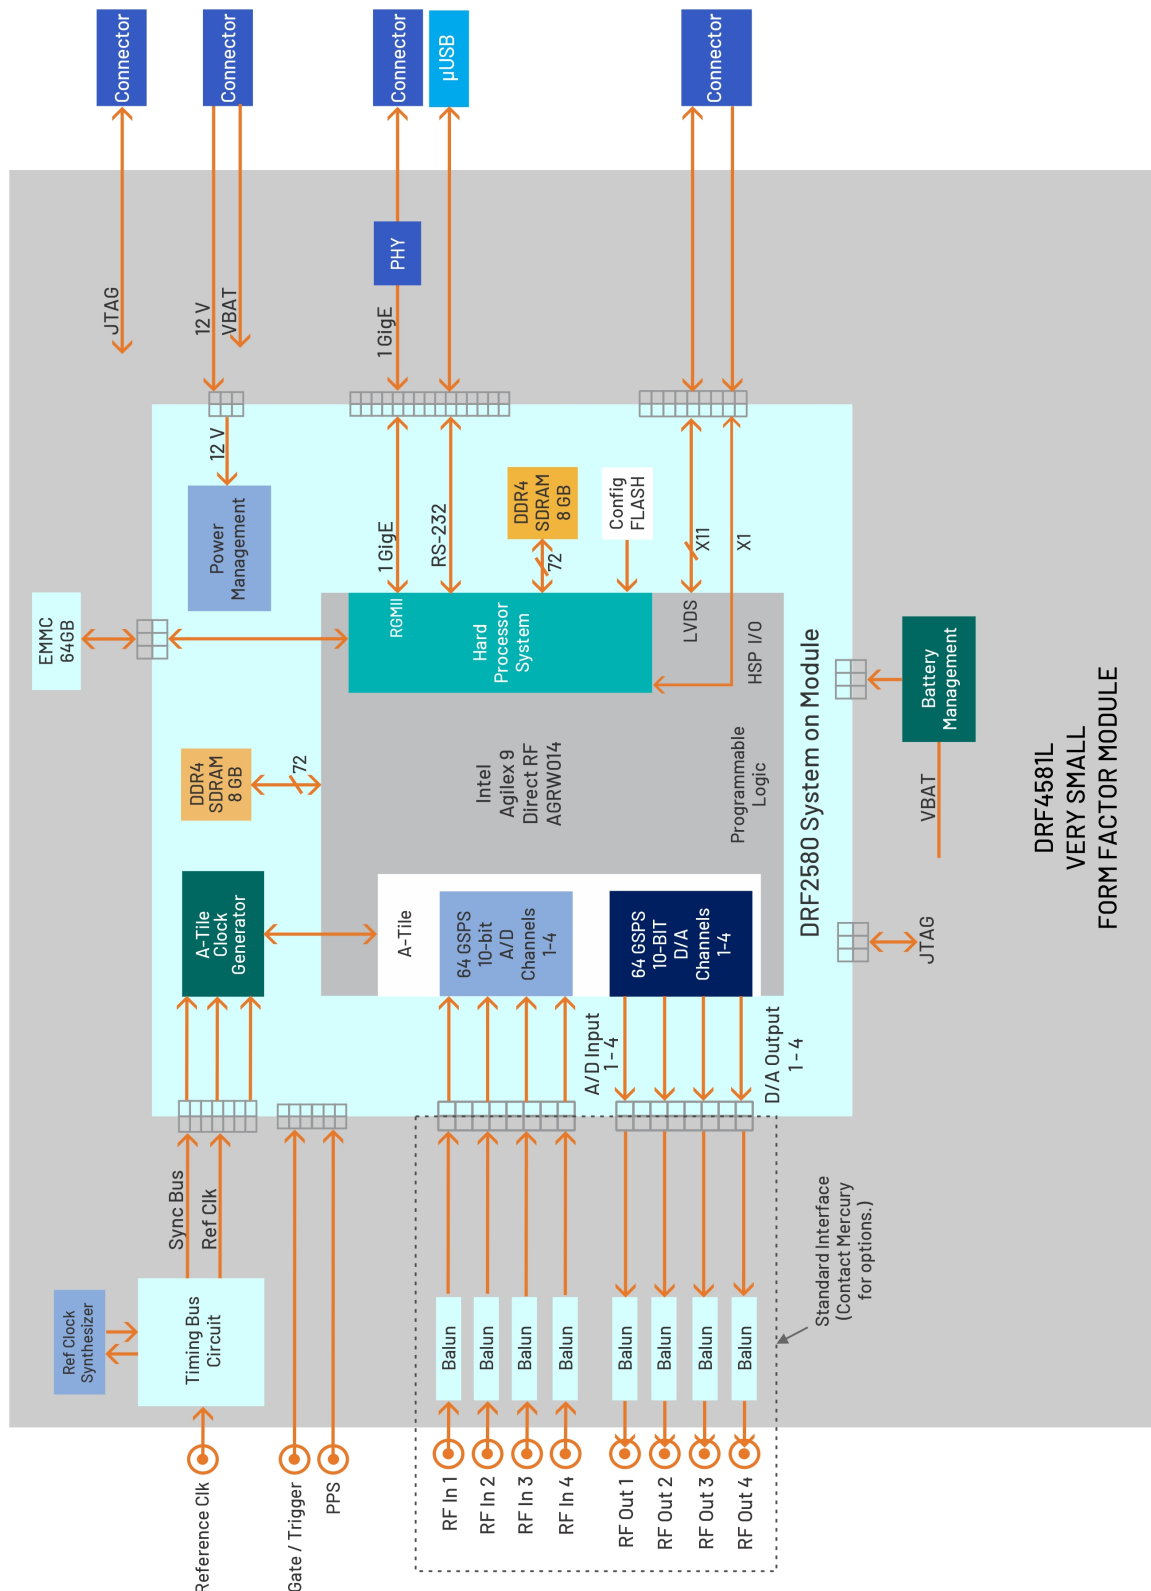 Connector
Connector
Connector
µUSB
Connector
JTAG
12 V
VBAT
PHY
1 GigE
12 V
Power
Management
EMMC
64GB
1 GigE
RS-232
DDR4
SDRAM
8 GB
72
Config
FLASH
X11
X1
RGMII
Hard
Processor
System
LVDS
HSP I/O
DDR4
SDRAM
8 GB
72
Intel
Agilex 9
Direct RF
AGRW014
Programmable
Logic
DRF2580 System on Module
Battery
Management
VBAT
JTAG
DRF4581L
VERY SMALL
FORM FACTOR MODULE
A-Tile
Clock
Generator
A-Tile
64 GSPS
10-bit
A/D
Channels
1-4
64 GSPS
10-BIT
D/A
Channels
1-4
A/D Input
1 - 4
D/A Output
1 - 4
Sync Bus
Ref Clk
Ref Clock
Synthesizer
Timing Bus
Circuit
Balun
Balun
Balun
Balun
Balun
Balun
Balun
Balun
Standard Interface
(Contact Mercury
for options.)
Reference Clk
Gate / Trigger
PPS
RF In 1
RF In 2
RF In 3
RF In 4
RF Out 1
RF Out 2
RF Out 3
RF Out 4